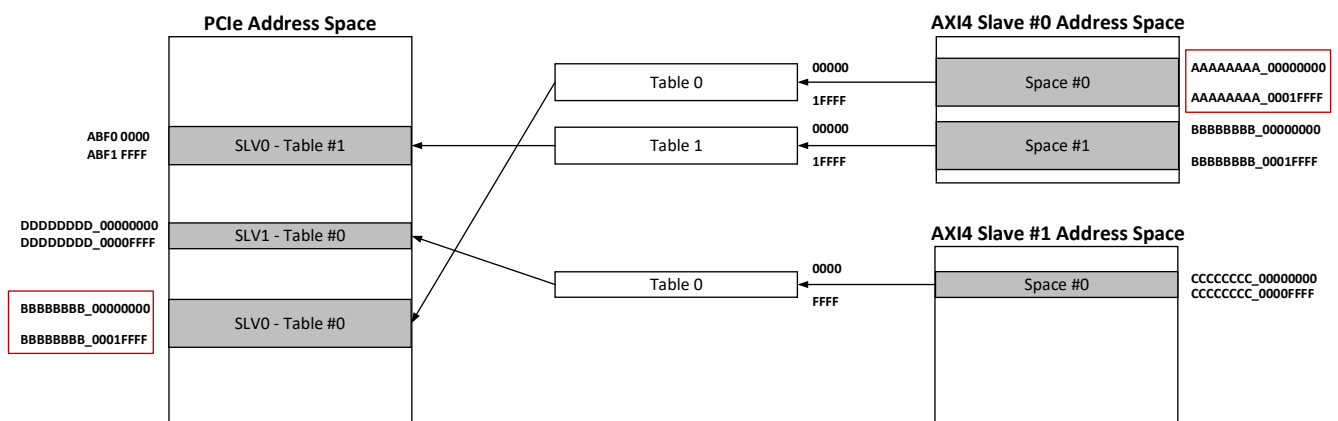 PCIe Address Space
AXI4 Slave #0 Address Space
Table 0
00000
1FFFF
Space #0
AAAAAAAA_00000000
AAAAAAAA_0001FFFF
ABF0 0000
ABF1 FFFF
SLV0 - Table #1
Table 1
00000
1FFFF
Space #1
BBBBBBBB_00000000
BBBBBBBB_0001FFFF
DDDDDDDD_00000000
DDDDDDDD_0000FFFF
SLV1 - Table #0
AXI4 Slave #1 Address Space
Table 0
0000
FFFF
Space #0
CCCCCCCC_00000000
CCCCCCCC_0000FFFF
BBBBBBBB_00000000
BBBBBBBB_0001FFFF
SLV0 - Table #0